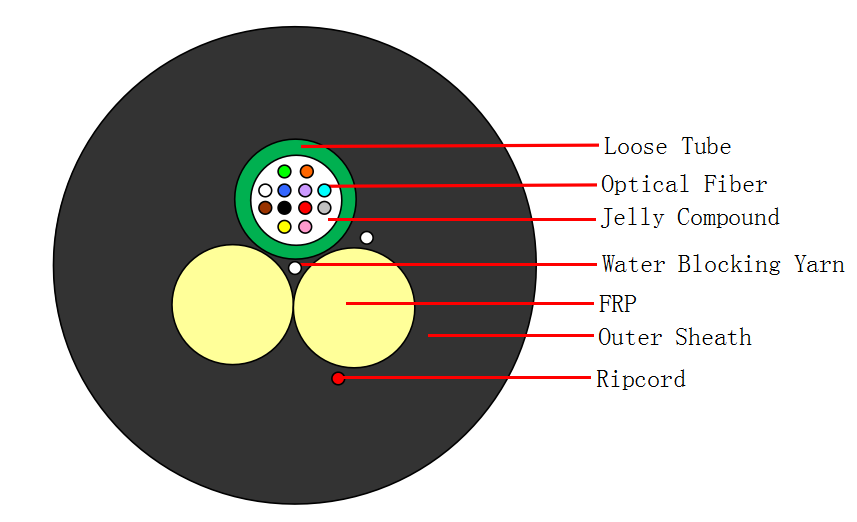 Loose Tube
Optical Fiber
Jelly Compound
Water Blocking Yarn
FRP
Outer Sheath
Ripcord